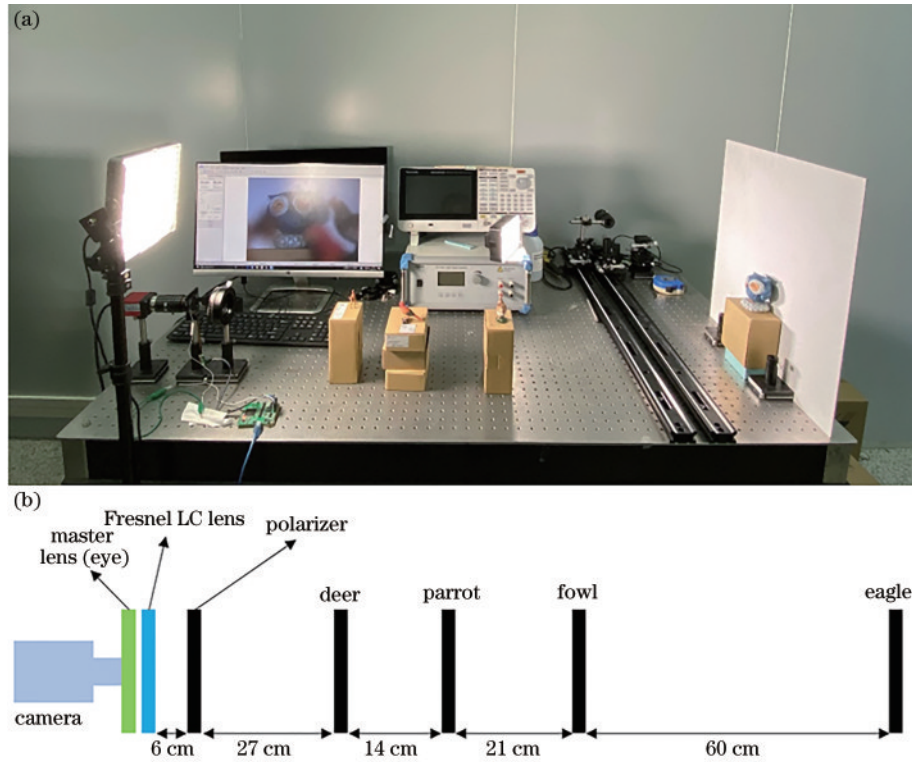 (a)
(b)
Fresnel LC lens
master
lens (eye)
polarizer
deer
parrot
fowl
eagle
camera
6 cm
27 cm
14 cm
21 cm
60 cm